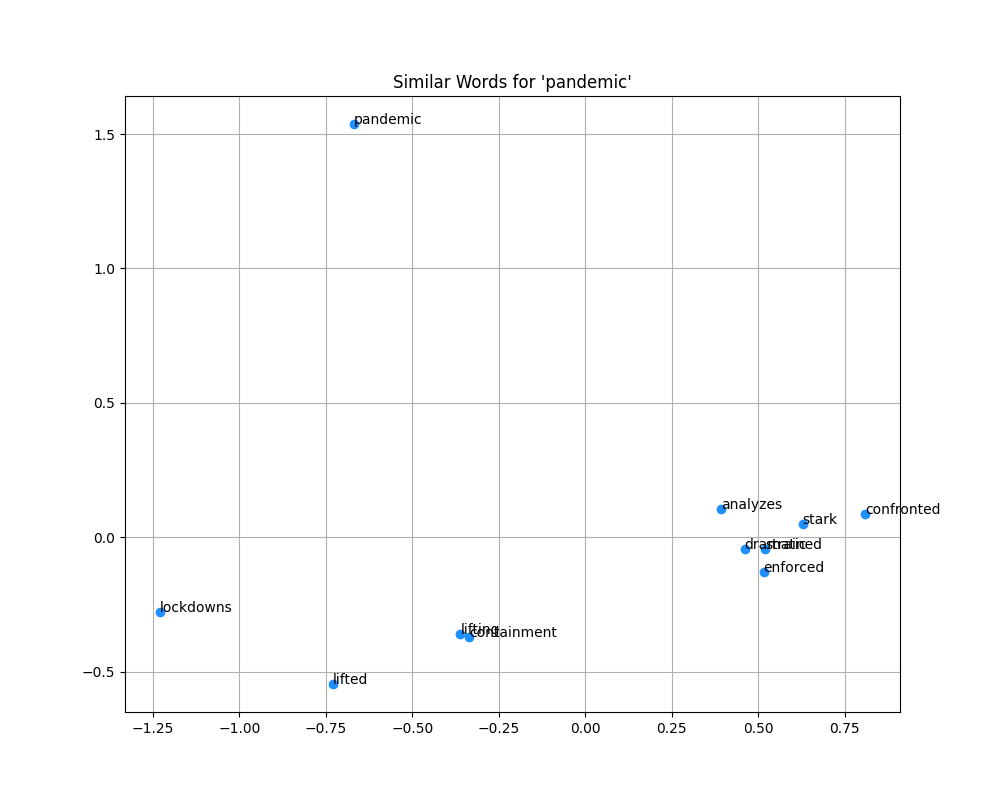 Similar Words for 'pandemic'
pandemic
analyzes
confronted
stark
strained
enforced
lockdowns
lifting
containment
lifted
1.5
1.0
0.5
0.0
−0.5
−1.25
−1.00
−0.75
−0.50
−0.25
0.00
0.25
0.50
0.75